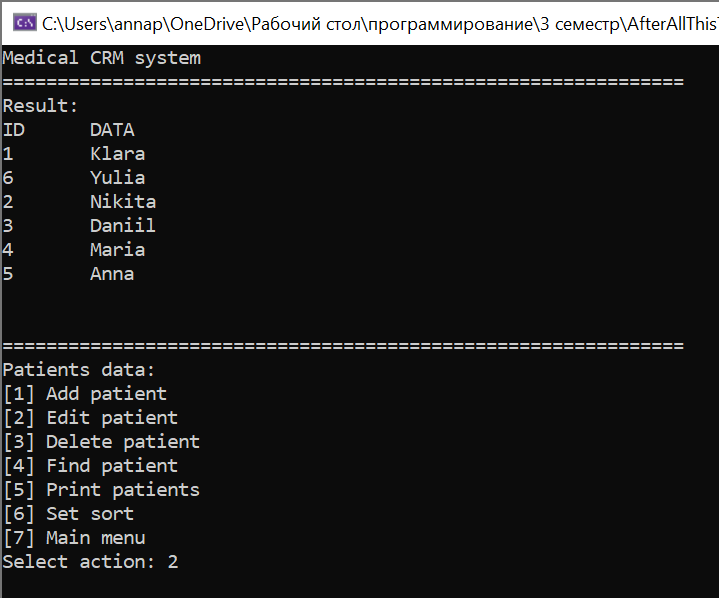 C:\Users\annap\OneDrive\Рабочий стол\программирование\3 семестр\AfterAllThis
Medical CRM system
==============================================================
Result:
ID DATA
1 Klara
6 Yulia
2 Nikita
3 Daniil
4 Maria
5 Anna
==============================================================
Patients data:
[1] Add patient
[2] Edit patient
[3] Delete patient
[4] Find patient
[5] Print patients
[6] Set sort
[7] Main menu
Select action: 2